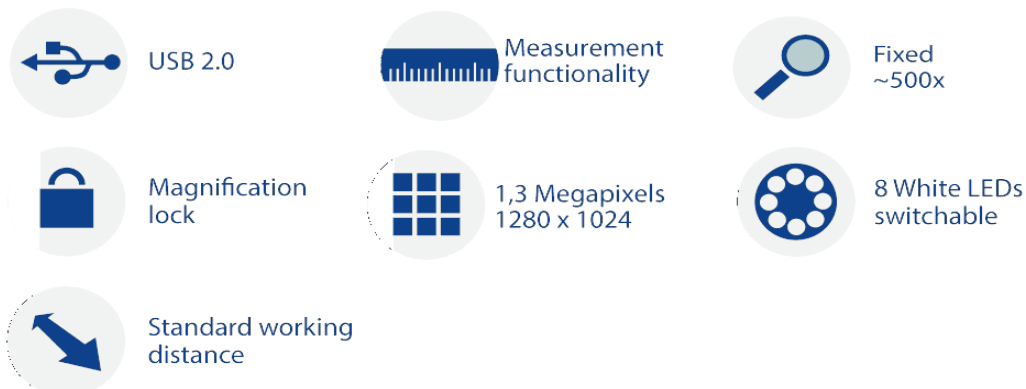 USB 2.0
Measurement
functionality
Fixed
~500x
Magnification
lock
1,3 Megapixels
1280 x 1024
8 White LEDs
switchable
Standard working
distance